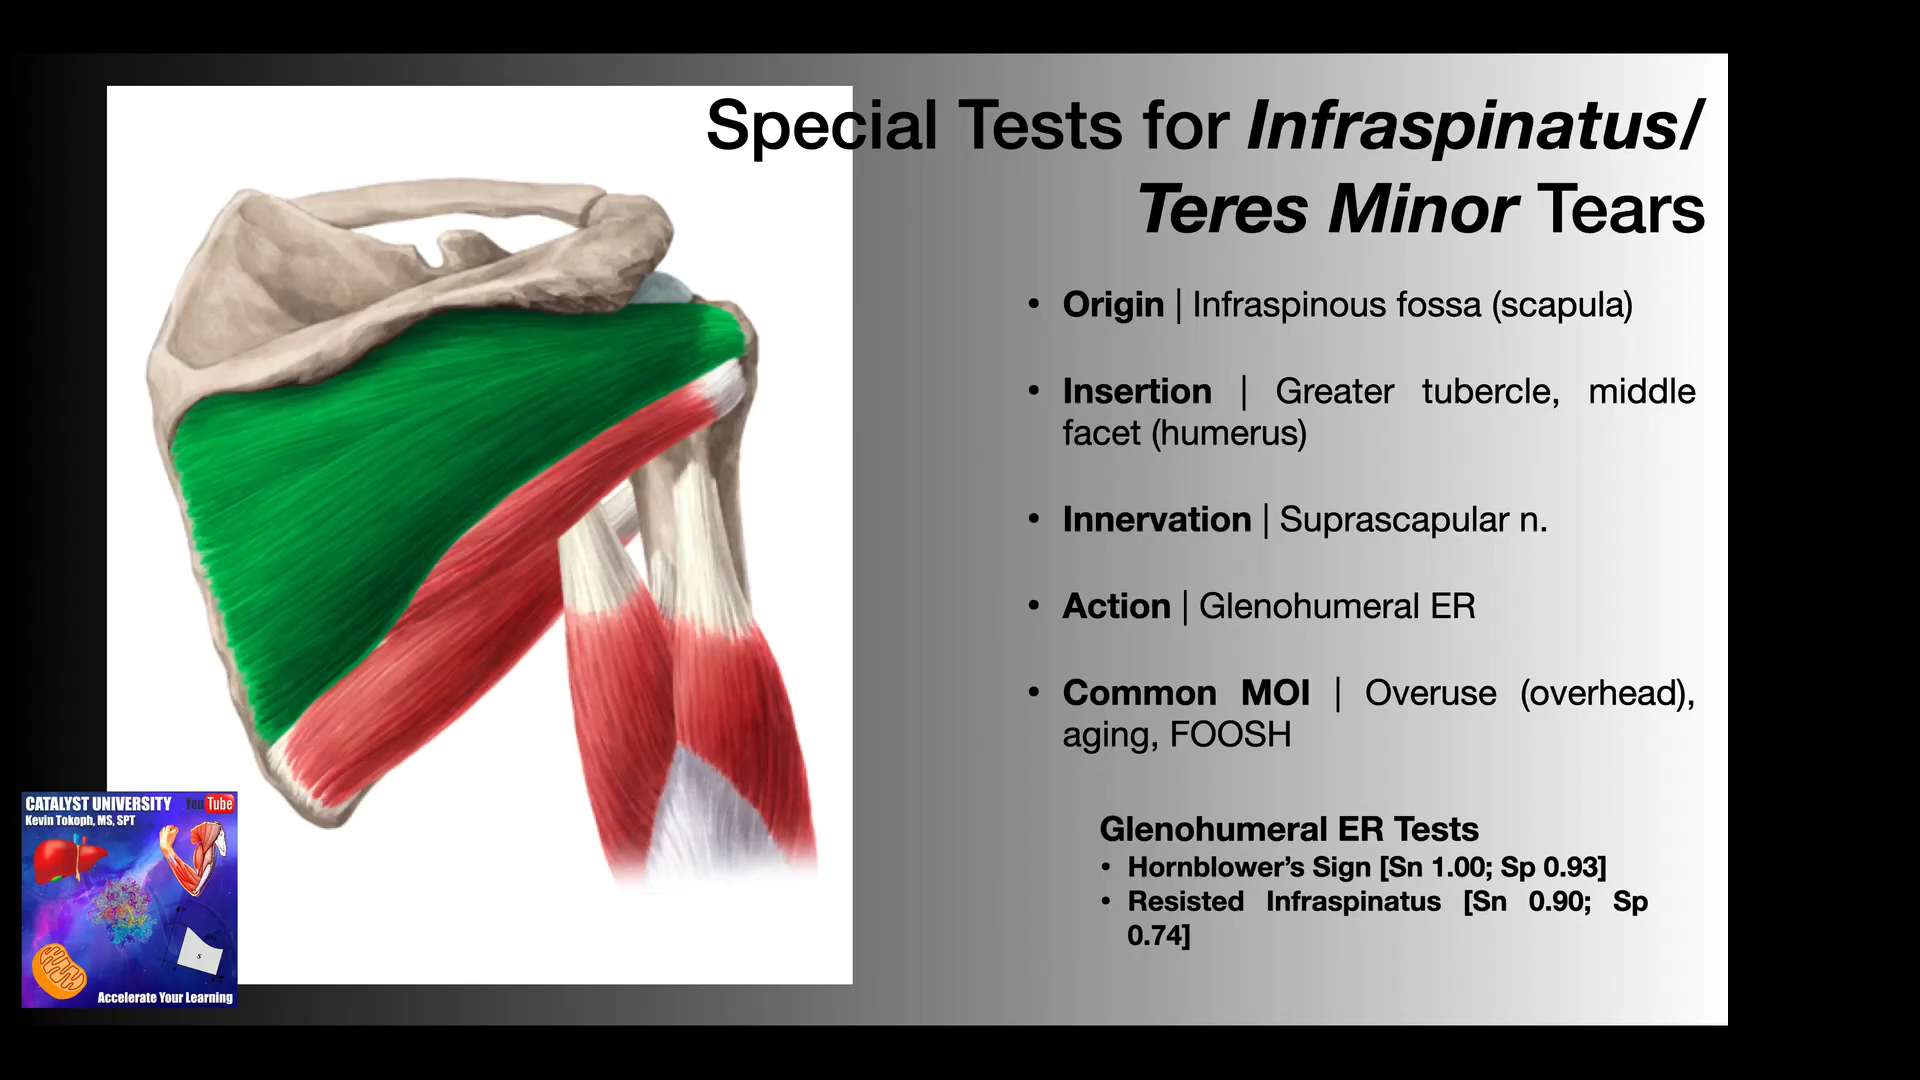 Special Tests for Infraspinatus/
Teres Minor Tears
• Origin | Infraspinous fossa (scapula)
• Insertion | Greater tubercle, middle
facet (humerus)
• Innervation | Suprascapular n.
• Action | Glenohumeral ER
• Common MOI | Overuse (overhead),
aging, FOOSH
Glenohumeral ER Tests
• Hornblower’s Sign [Sn 1.00; Sp 0.93]
• Resisted Infraspinatus [Sn 0.90; Sp
0.74]
CATALYST UNIVERSITY YouTube
Kevin Tokoph, MS, SPT
S
Accelerate Your Learning